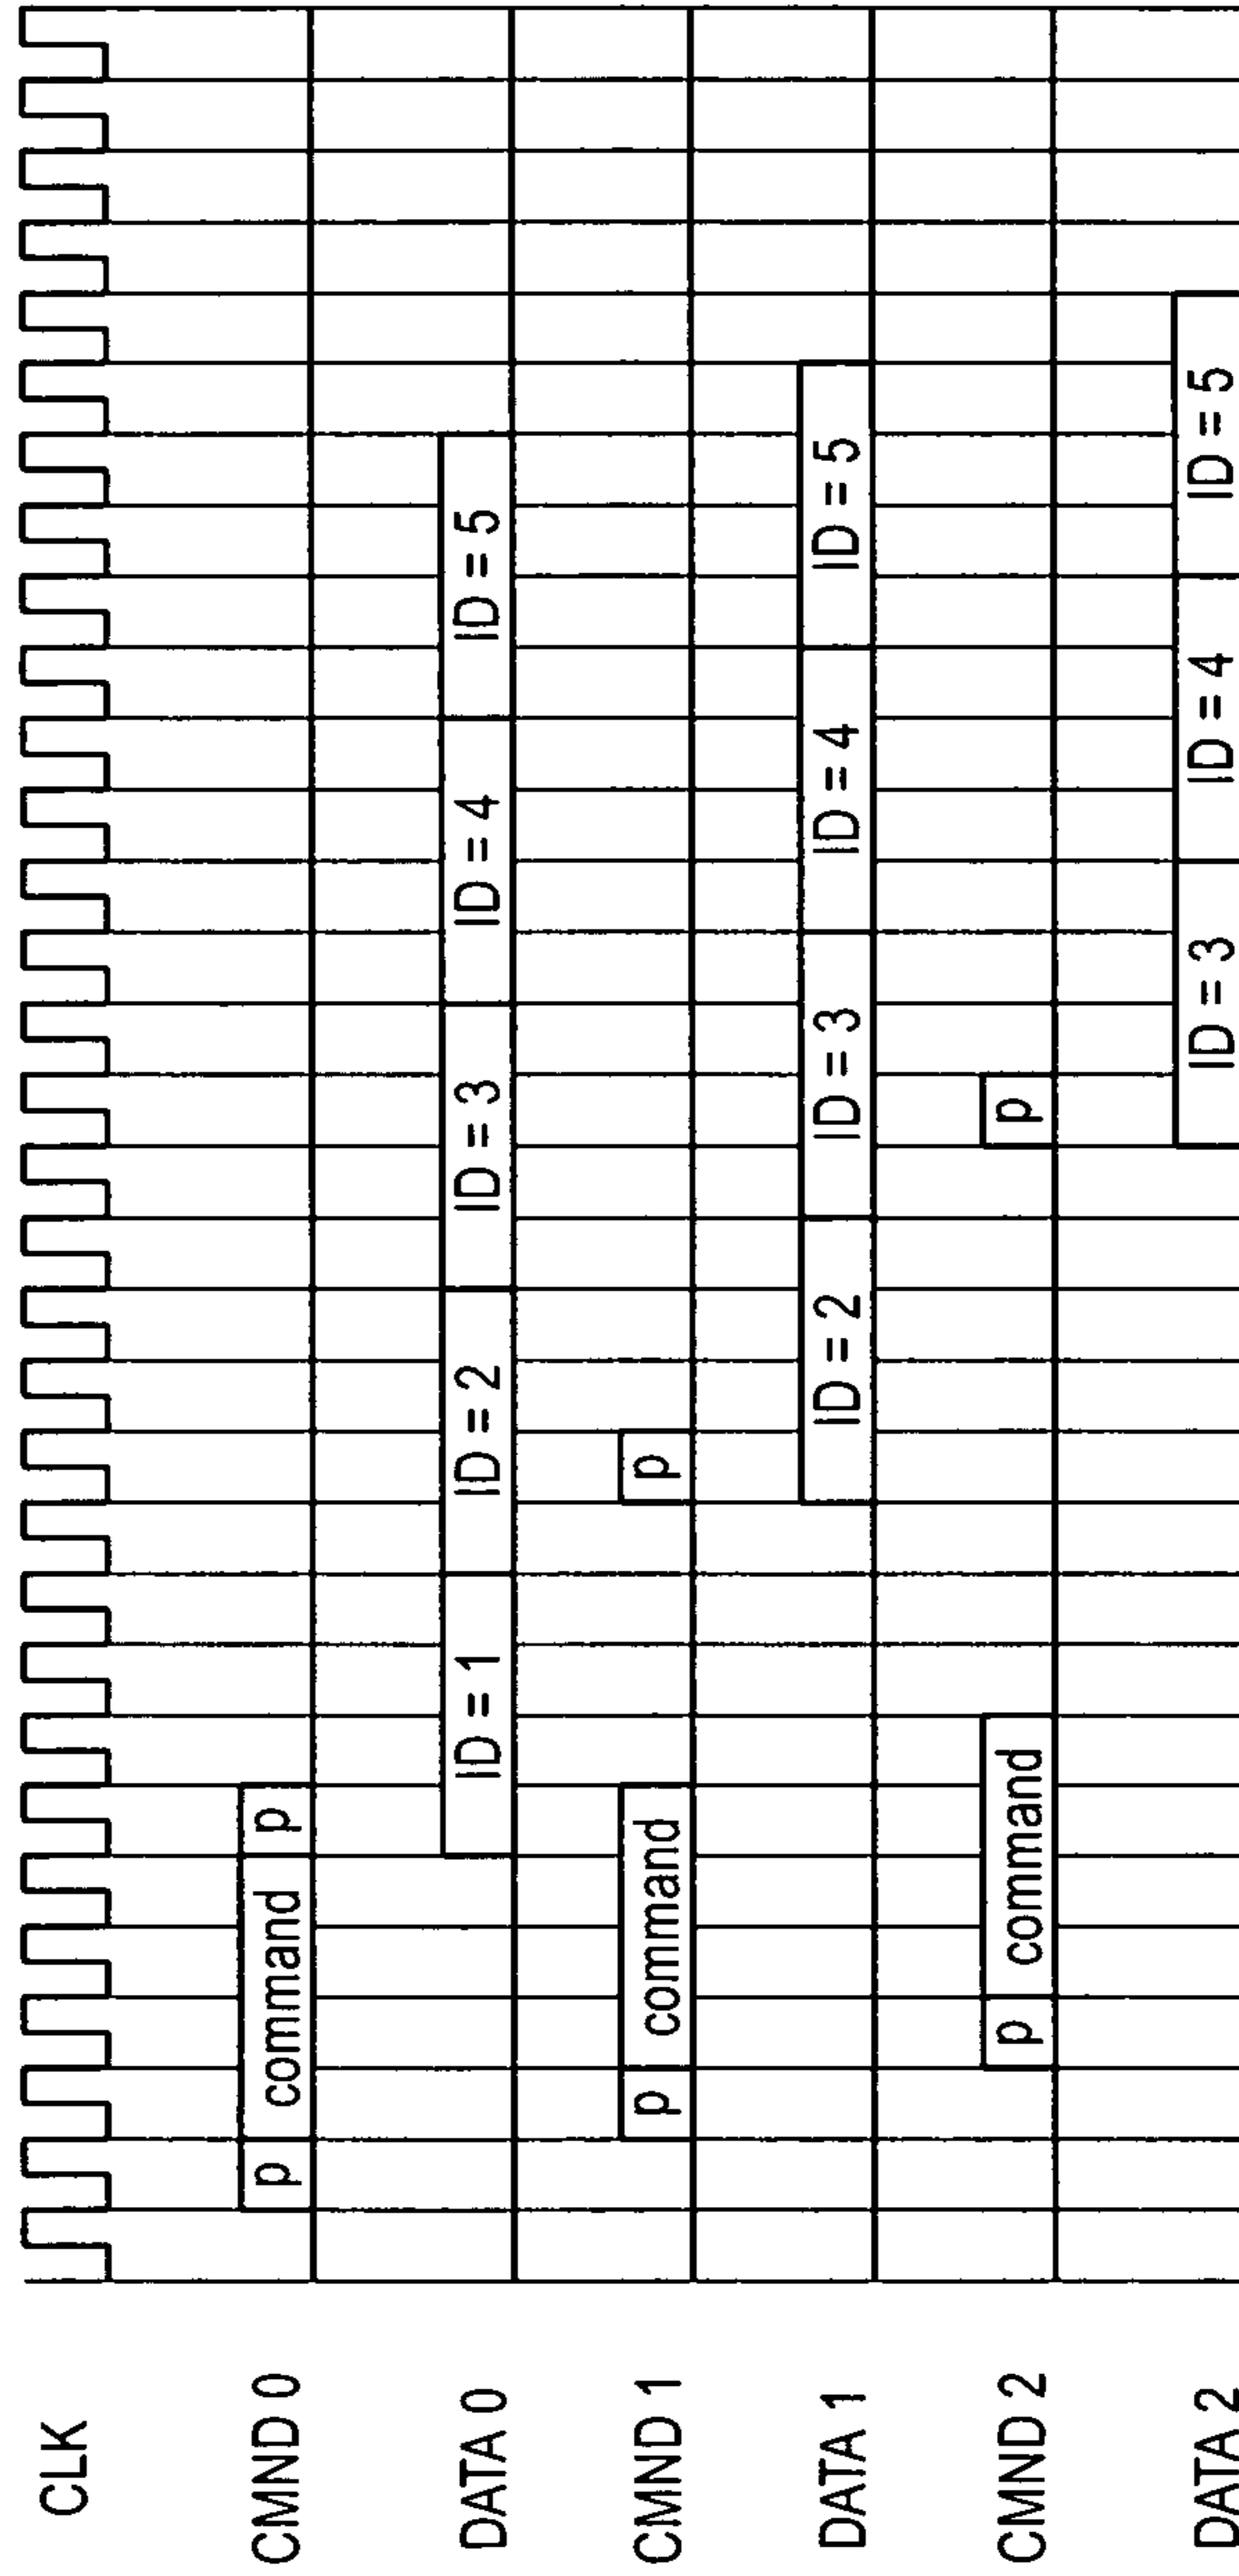 CLK
CMND 0
p command p
DATA 0
ID = 1 ID = 2 ID = 3 ID = 4 ID = 5
CMND 1
p command p
DATA 1
ID = 2 ID = 3 ID = 4 ID = 5
CMND 2
p command p
DATA 2
ID = 3 ID = 4 ID = 5